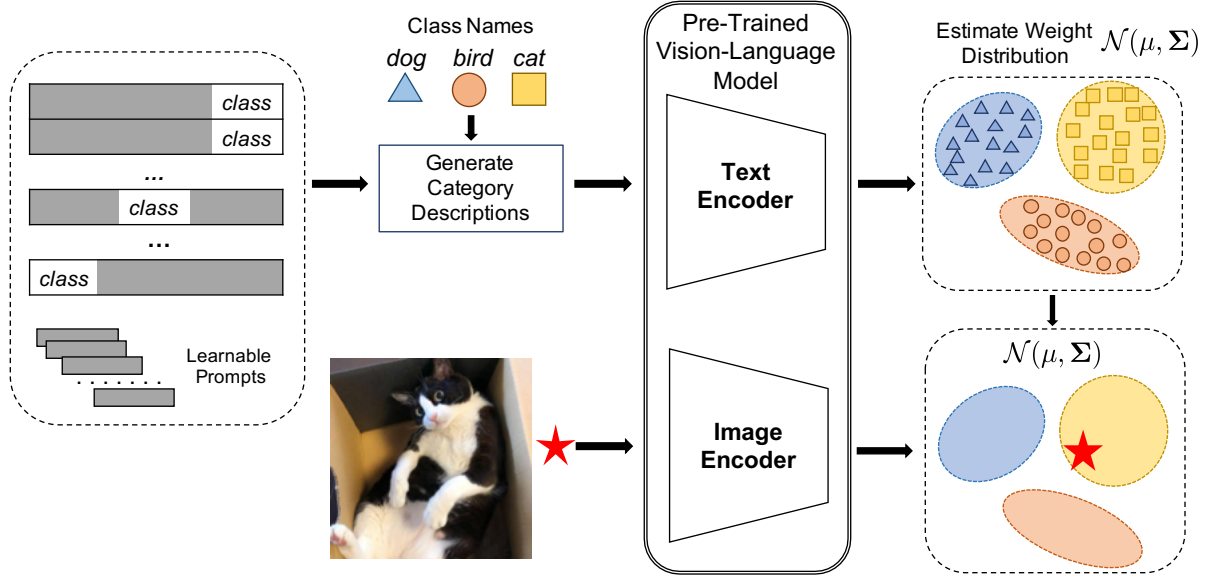 class
class
...
class
...
class
Learnable
Prompts
. . . . . . .
Class Names
dog bird cat
Generate
Category
Descriptions
Pre-Trained
Vision-Language
Model
Text
Encoder
Image
Encoder
Estimate Weight
Distribution
𝒩(μ, Σ)
𝒩(μ, Σ)